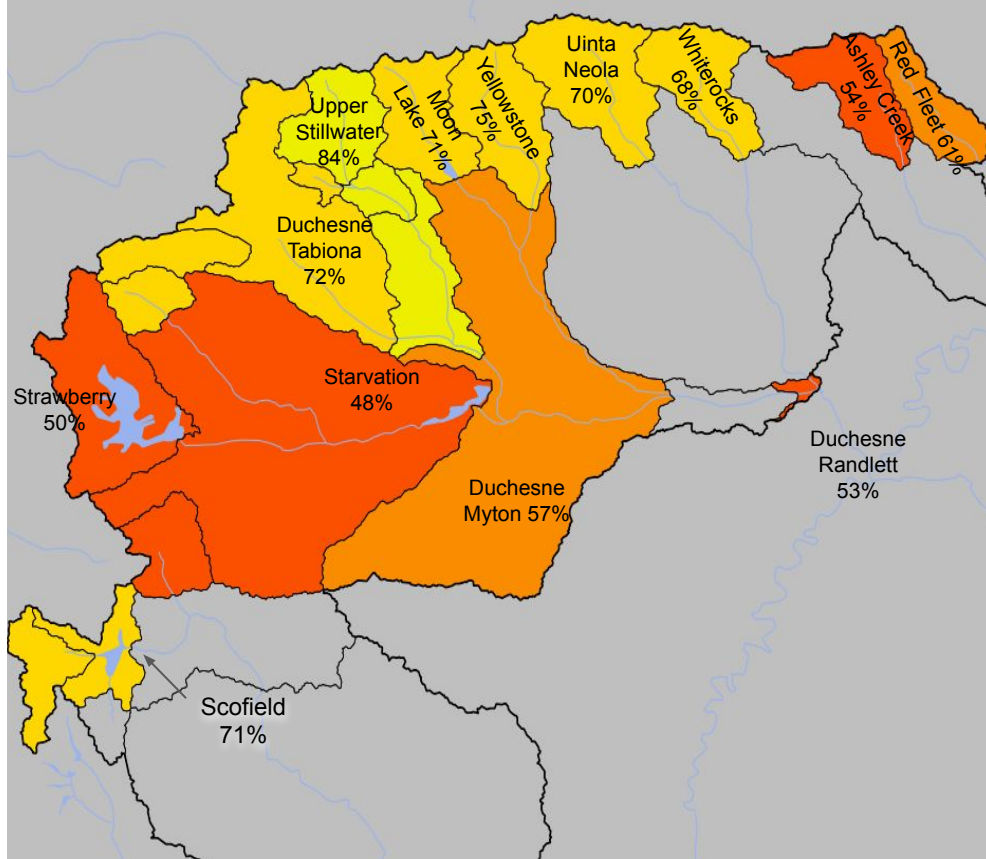 Upper
Stillwater
84%
Moon
Lake 71%
Yellowstone
75%
Uinta
Neola
70%
Whiterocks
68%
Ashley Creek
54%
Red Fleet 61%
Duchesne
Tabiona
72%
Strawberry
50%
Starvation
48%
Duchesne
Myton 57%
Duchesne
Randlett
53%
Scofield
71%